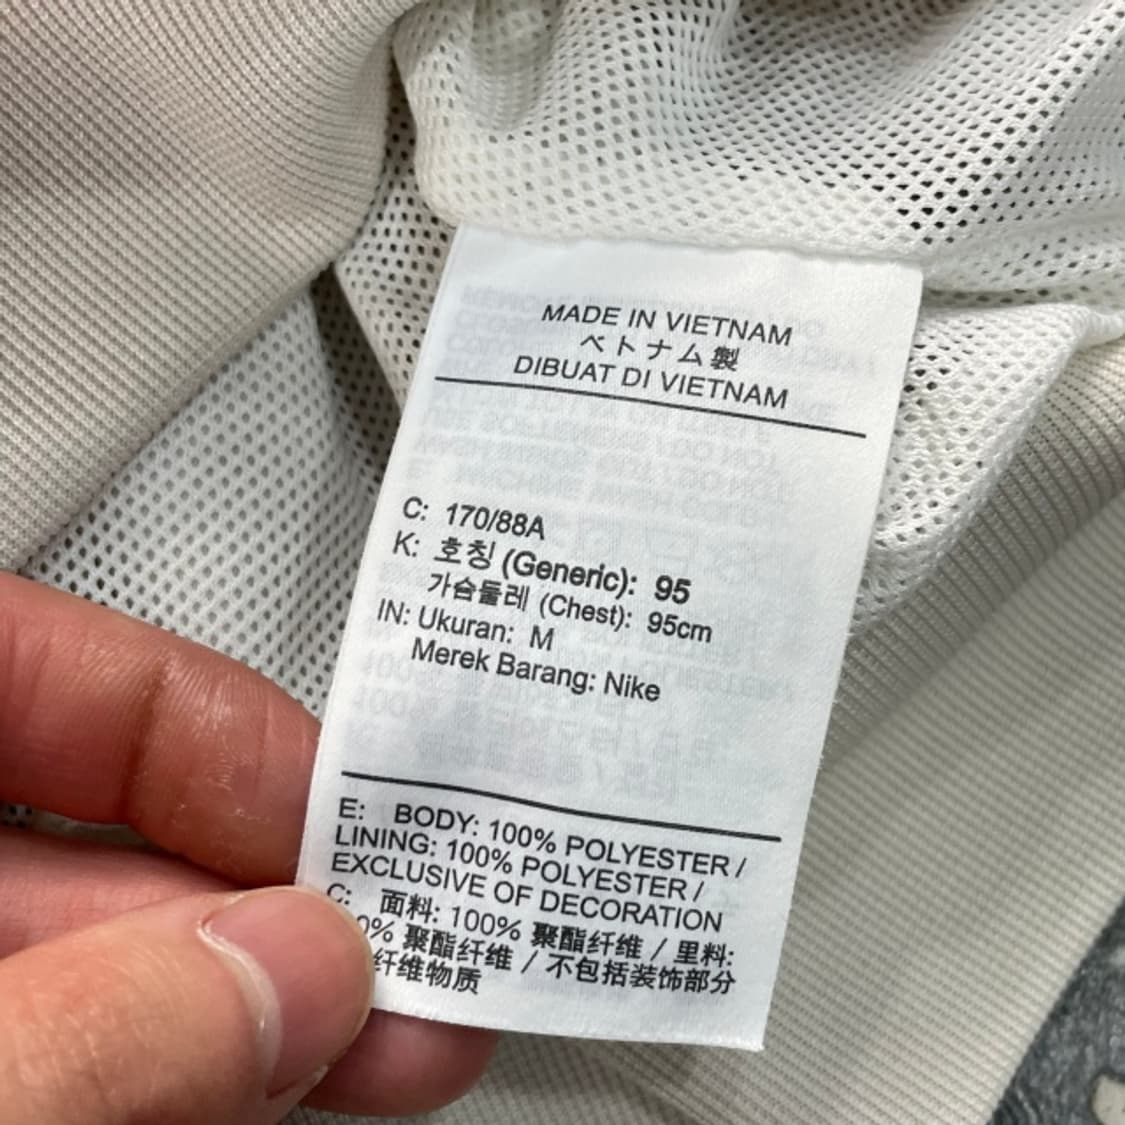 MADE IN VIETNAM
ベトナム製
DIBUAT DI VIETNAM
C: 170/88A
K: 호칭 (Generic): 95
가슴둘레 (Chest): 95cm
IN: Ukuran: M
Merek Barang: Nike
E: BODY: 100% POLYESTER /
LINING: 100% POLYESTER /
EXCLUSIVE OF DECORATION
C: 面料: 100% 聚酯纤维 / 里料:
0% 聚酯纤维 / 不包括装饰部分
纤维物质